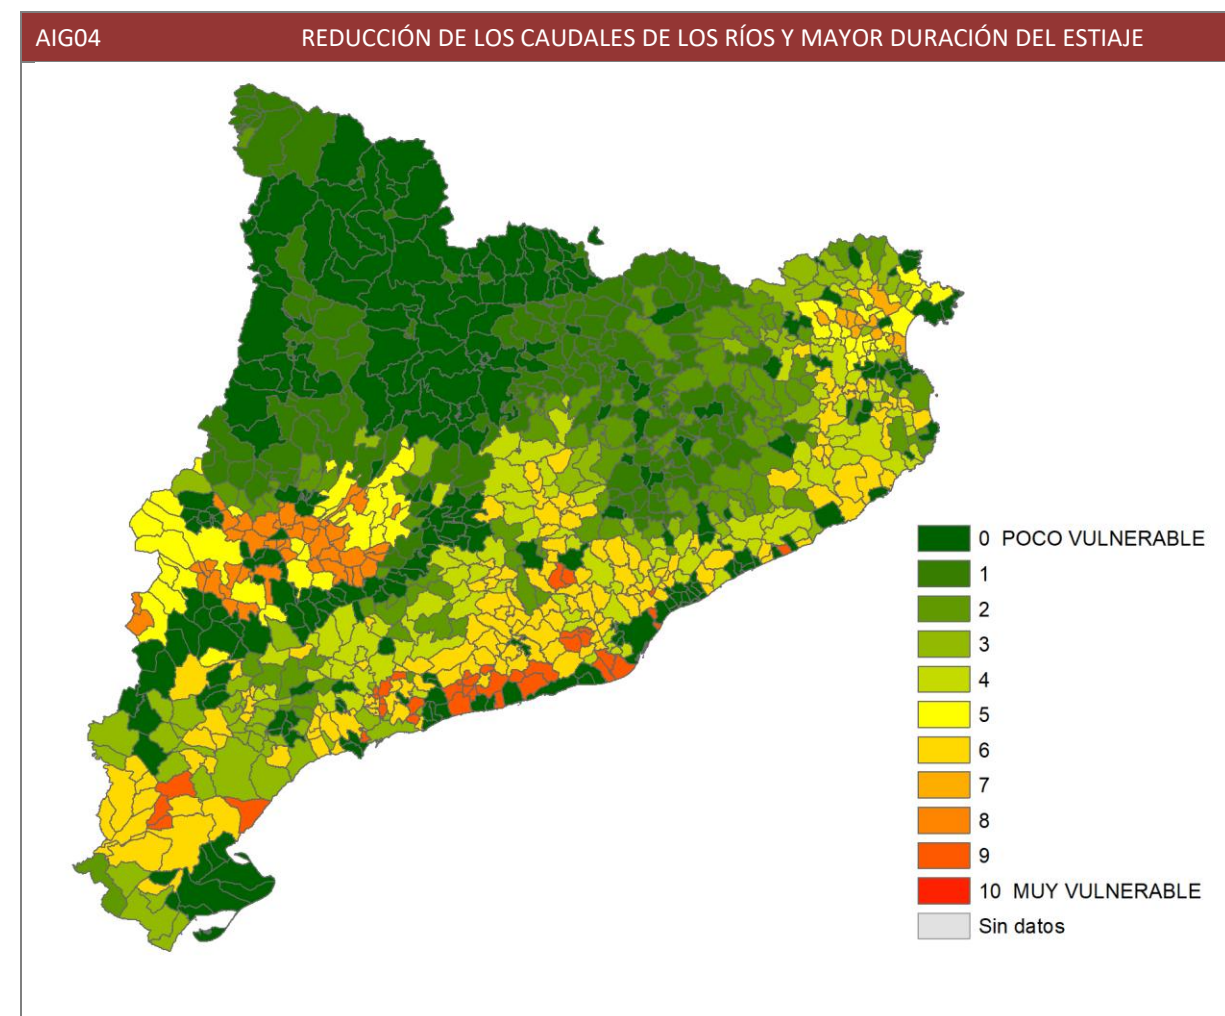 AIG04 REDUCCIÓN DE LOS CAUDALES DE LOS RÍOS Y MAYOR DURACIÓN DEL ESTIAJE
0 POCO VULNERABLE
1
2
3
4
5
6
7
8
9
10 MUY VULNERABLE
Sin datos